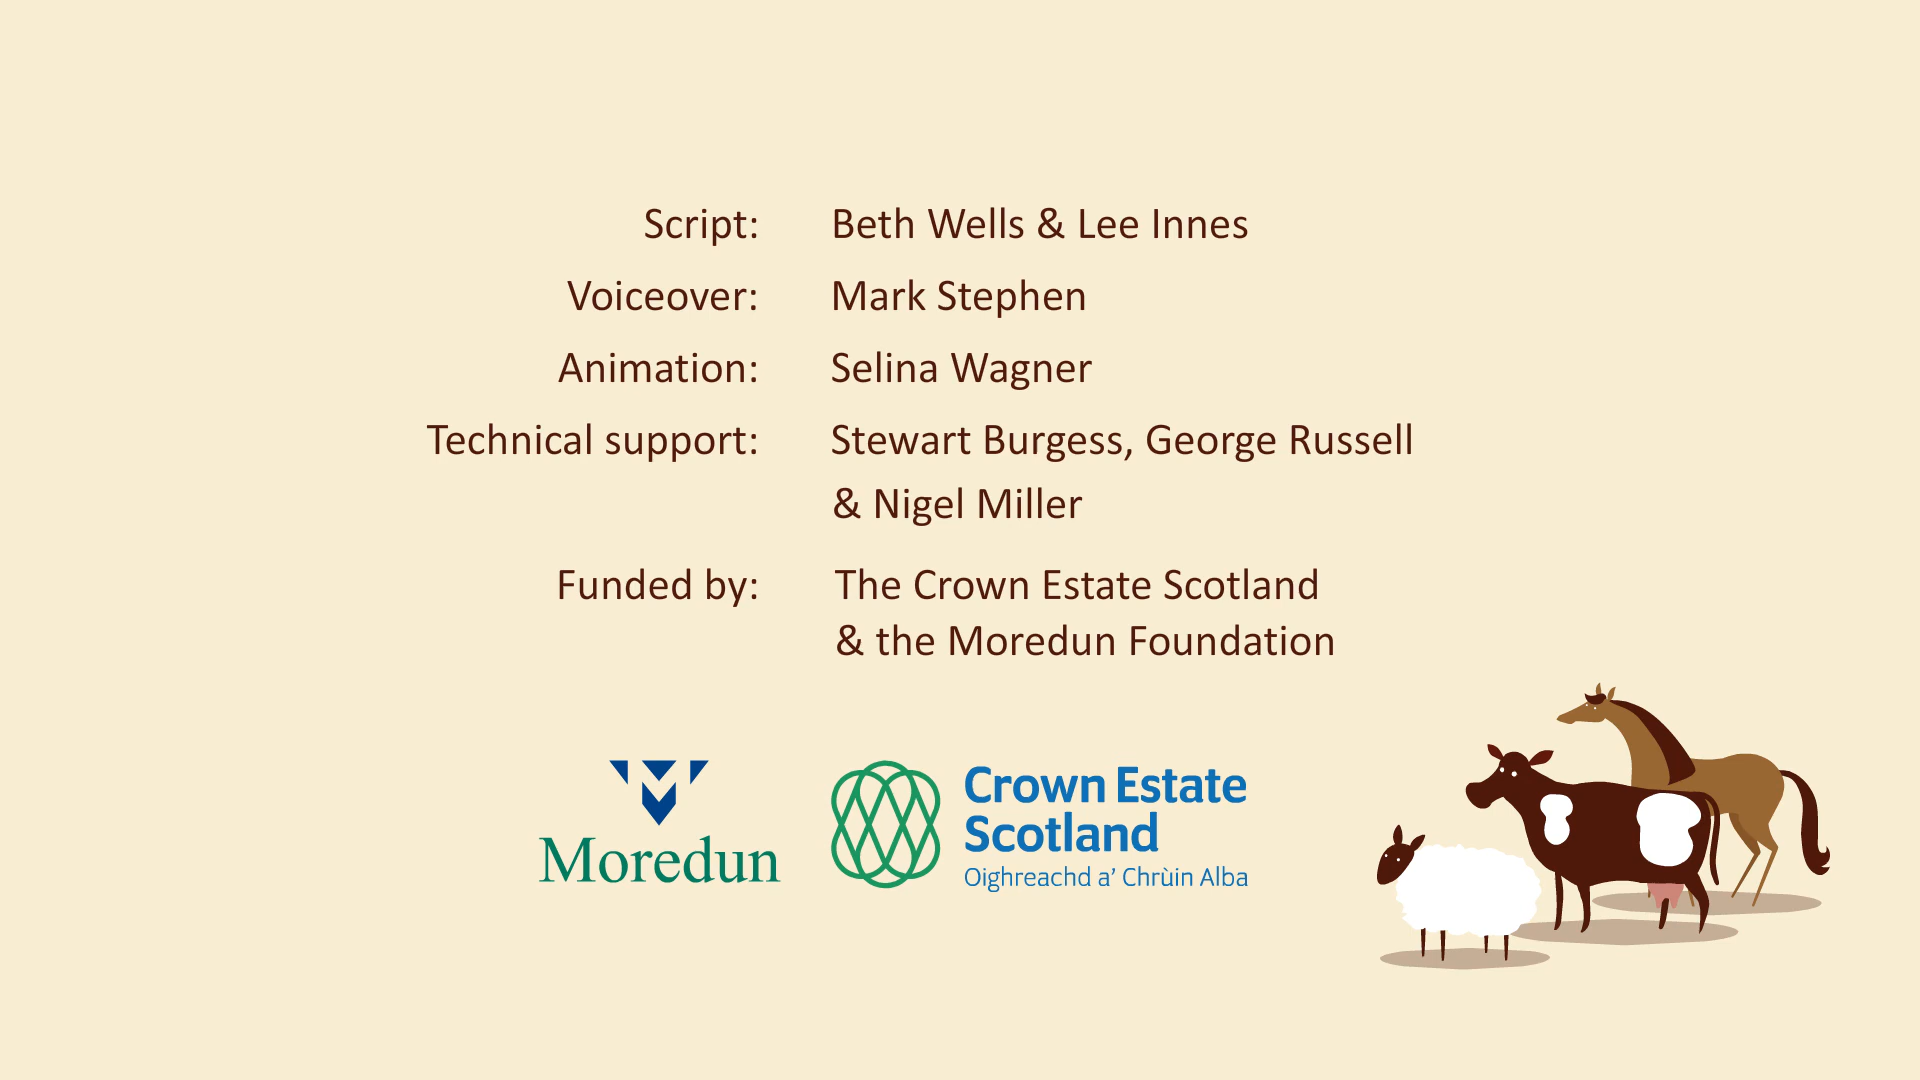 Script: Beth Wells & Lee Innes
Voiceover: Mark Stephen
Animation: Selina Wagner
Technical support: Stewart Burgess, George Russell
& Nigel Miller
Funded by: The Crown Estate Scotland
& the Moredun Foundation
Moredun
Crown Estate
Scotland
Oighreachd a’ Chrùin Alba